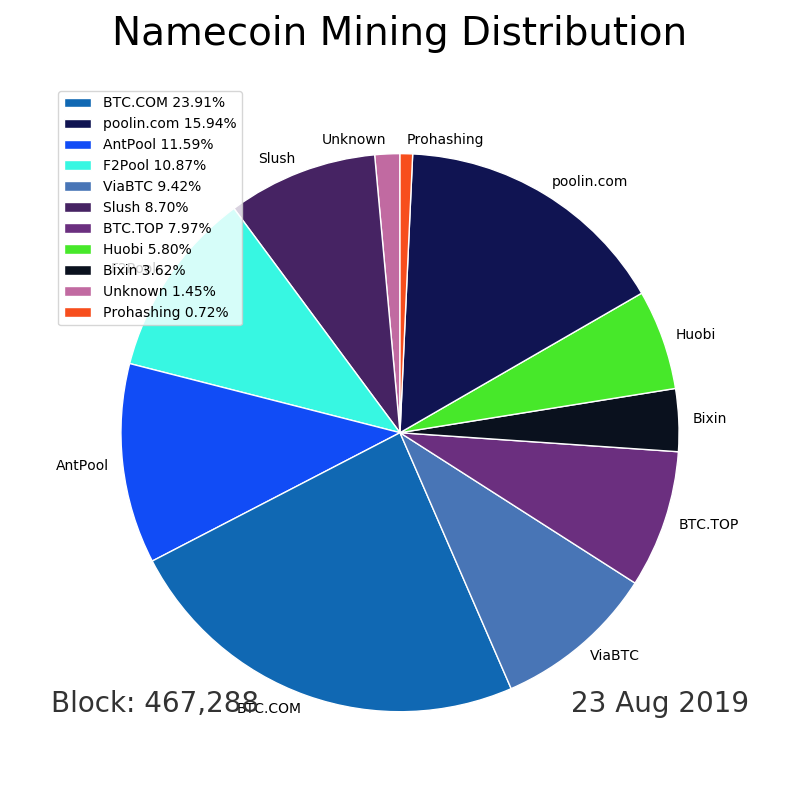 Namecoin Mining Distribution
BTC.COM 23.91%
poolin.com 15.94%
AntPool 11.59%
F2Pool 10.87%
ViaBTC 9.42%
Slush 8.70%
BTC.TOP 7.97%
Huobi 5.80%
Bixin 3.62%
Unknown 1.45%
Prohashing 0.72%
Unknown
Prohashing
Slush
poolin.com
F2Pool
Huobi
Bixin
AntPool
BTC.TOP
ViaBTC
BTC.COM
Block: 467,288
23 Aug 2019